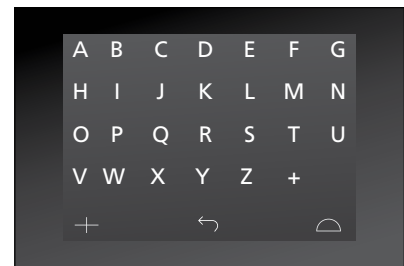 A B C D E F G
H I J K L M N
O P Q R S T U
V W X Y Z +